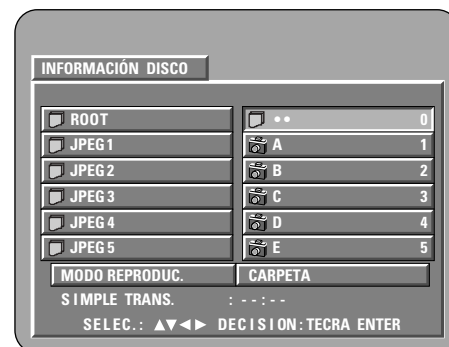 INFORMACIÓN DISCO
ROOT •• 0
JPEG1 A 1
JPEG2 B 2
JPEG3 C 3
JPEG4 D 4
JPEG5 E 5
MODO REPRODUC. CARPETA
SIMPLE TRANS. : --:--
SELEC.: ▲▼◀▶ DECISION:TECRA ENTER